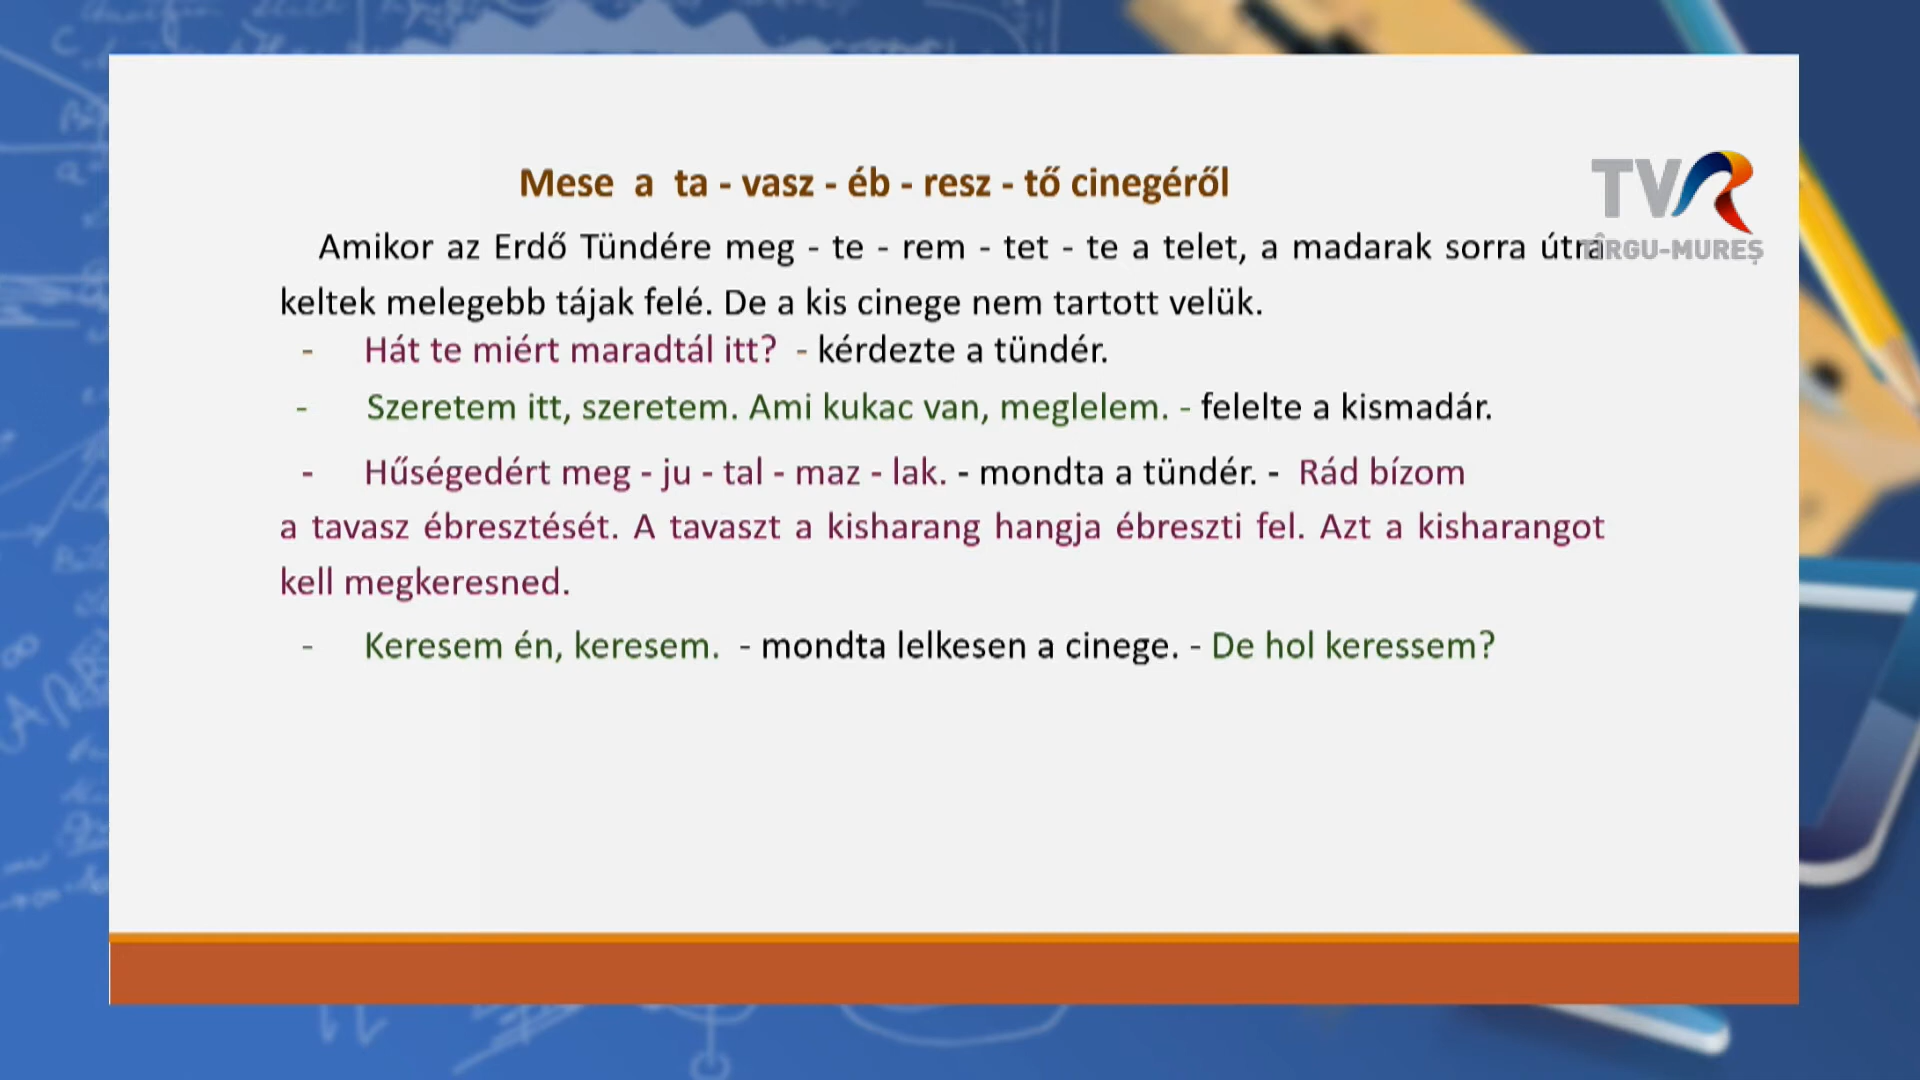 Mese a ta - vasz - éb - resz - tő cinegéről
TVR
TÎRGU-MUREȘ
Amikor az Erdő Tündére meg - te - rem - tet - te a telet, a madarak sorra útra
keltek melegebb tájak felé. De a kis cinege nem tartott velük.
- Hát te miért maradtál itt? - kérdezte a tündér.
- Szeretem itt, szeretem. Ami kukac van, meglelem. - felelte a kismadár.
- Hűségedért meg - ju - tal - maz - lak. - mondta a tündér. - Rád bízom
a tavasz ébresztését. A tavaszt a kisharang hangja ébreszti fel. Azt a kisharangot
kell megkeresned.
- Keresem én, keresem. - mondta lelkesen a cinege. - De hol keressem?